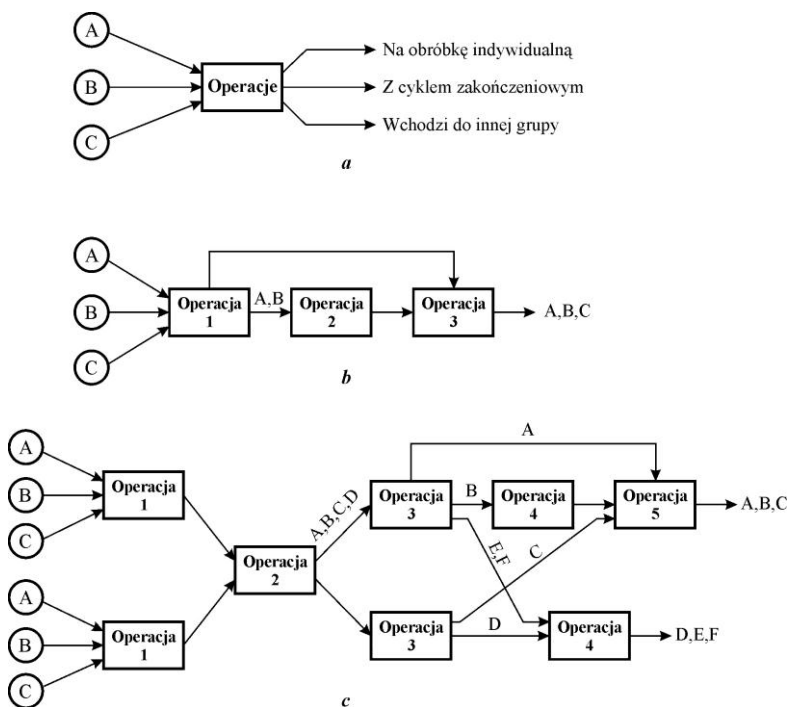 A
B
C
Operacje
Na obróbkę indywidualną
Z cyklem zakończeniowym
Wchodzi do innej grupy
a
A
B
C
Operacja
1
A,B
Operacja
2
Operacja
3
A,B,C
b
A
B
C
Operacja
1
A
B
C
Operacja
1
Operacja
2
A,B,C,D
Operacja
3
A
B
Operacja
4
Operacja
5
A,B,C
E,F
C
Operacja
3
D
Operacja
4
D,E,F
c